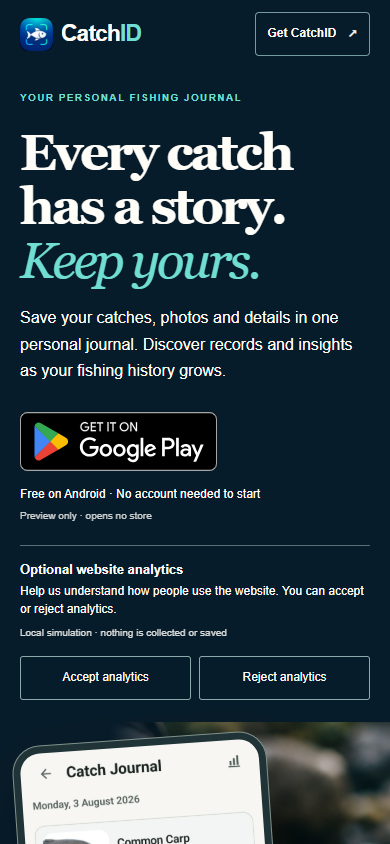 CatchID
Get CatchID ↗
YOUR PERSONAL FISHING JOURNAL
Every catch
has a story.
Keep yours.
Save your catches, photos and details in one
personal journal. Discover records and insights
as your fishing history grows.
GET IT ON
Google Play
Free on Android · No account needed to start
Preview only · opens no store
Optional website analytics
Help us understand how people use the website. You can accept
or reject analytics.
Local simulation · nothing is collected or saved
Accept analytics
Reject analytics
Catch Journal
Monday, 3 August 2026
Common Carp